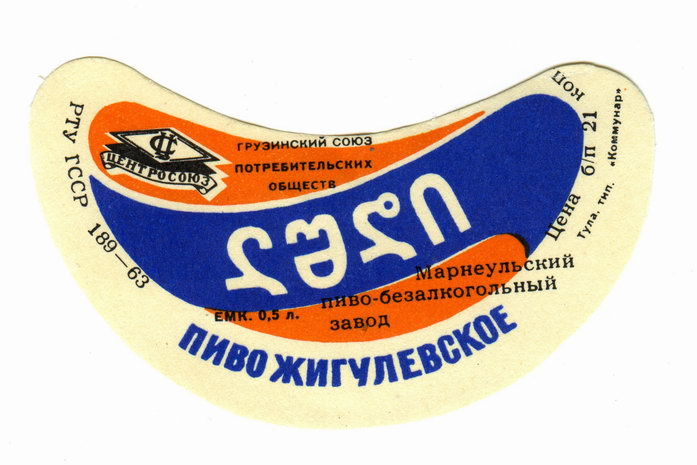 ЦС
ЦЕНТРОСОЮЗ
ГРУЗИНСКИЙ СОЮЗ
ПОТРЕБИТЕЛЬСКИХ
ОБЩЕСТВ
РТУ ГССР 189—63
Марнеульский
пиво-безалкогольный
завод
ЕМК. 0,5 л.
ПИВО ЖИГУЛЕВСКОЕ
Цена б/п 21 коп
Тула, тип. «Коммунар»